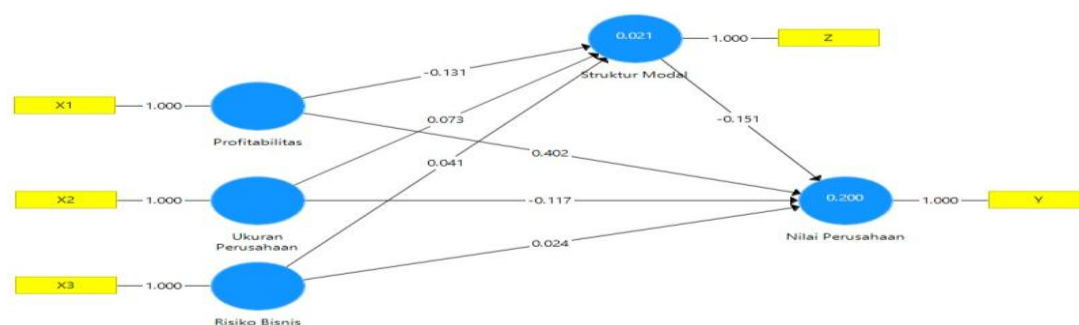 0.021
1.000
Z
Struktur Modal
-0.131
X1
1.000
Profitabilitas
0.073
-0.151
0.041
0.402
X2
1.000
Ukuran
Perusahaan
-0.117
0.200
1.000
Y
Nilai Perusahaan
0.024
X3
1.000
Risiko Bisnis